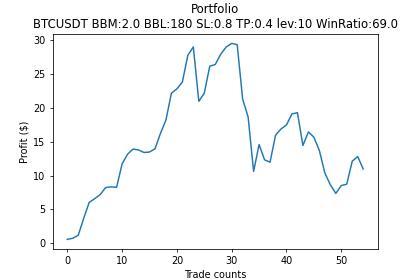 Portfolio
BTCUSDT BBM:2.0 BBL:180 SL:0.8 TP:0.4 lev:10 WinRatio:69.0
30
25
20
15
10
5
0
Profit ($)
0 10 20 30 40 50
Trade counts